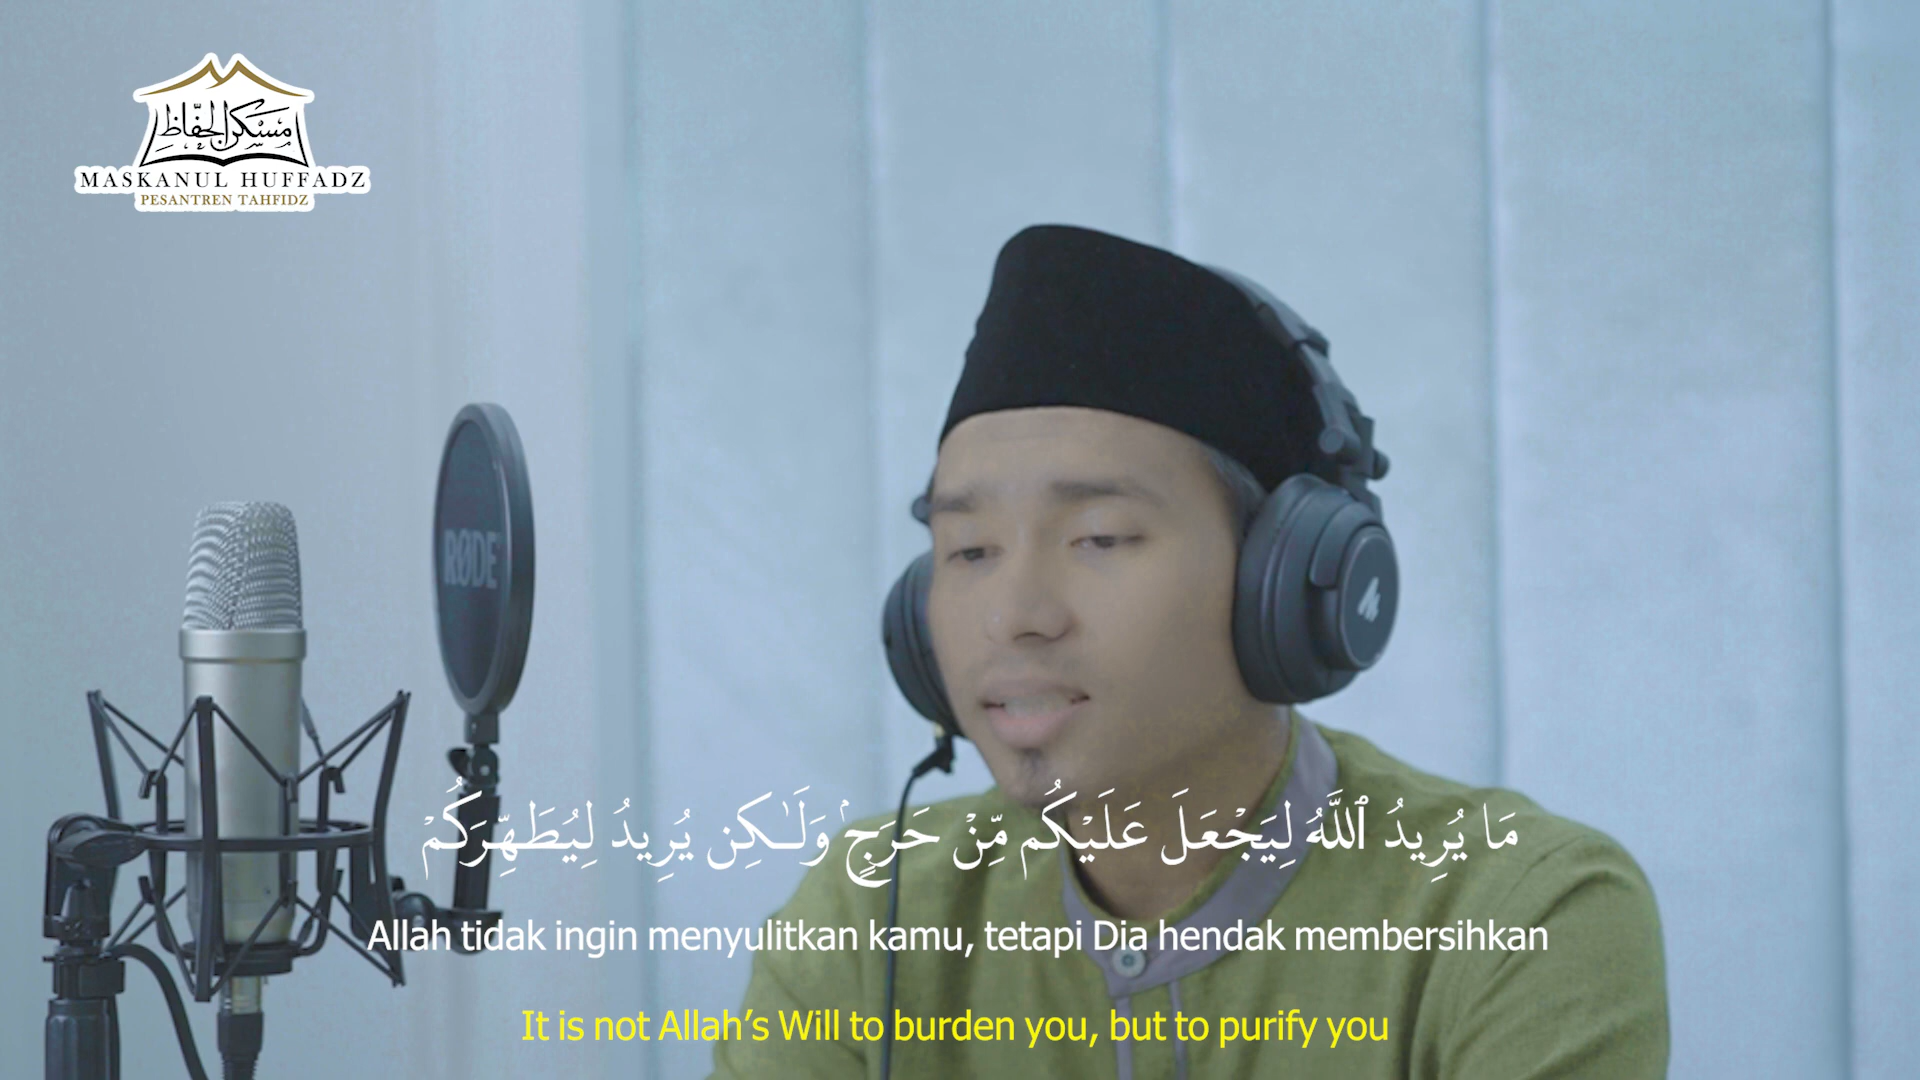 مسكن الحفاظ
MASKANUL HUFFADZ
PESANTREN TAHFIDZ
RØDE
مَا يُرِيدُ ٱللَّهُ لِيَجْعَلَ عَلَيْكُم مِّنْ حَرَجٍۢ وَلَـٰكِن يُرِيدُ لِيُطَهِّرَكُمْ
Allah tidak ingin menyulitkan kamu, tetapi Dia hendak membersihkan
It is not Allah’s Will to burden you, but to purify you